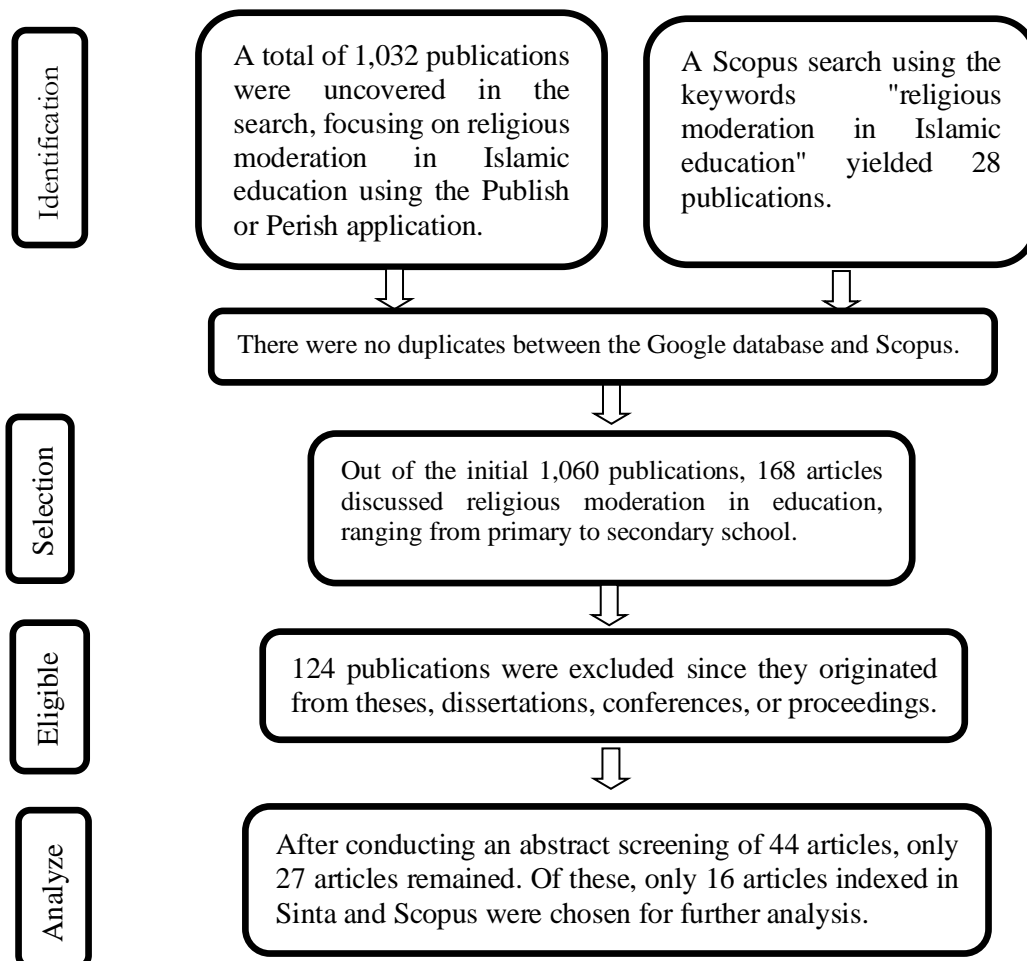 Identification
A total of 1,032 publications
were uncovered in the
search, focusing on religious
moderation in Islamic
education using the Publish
or Perish application.
A Scopus search using the
keywords "religious
moderation in Islamic
education" yielded 28
publications.
There were no duplicates between the Google database and Scopus.
Selection
Out of the initial 1,060 publications, 168 articles
discussed religious moderation in education,
ranging from primary to secondary school.
Eligible
124 publications were excluded since they originated
from theses, dissertations, conferences, or proceedings.
Analyze
After conducting an abstract screening of 44 articles, only
27 articles remained. Of these, only 16 articles indexed in
Sinta and Scopus were chosen for further analysis.